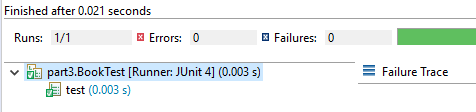 Finished after 0.021 seconds
Runs: 1/1 Errors: 0 Failures: 0
part3.BookTest [Runner: JUnit 4] (0.003 s)
Failure Trace
test (0.003 s)